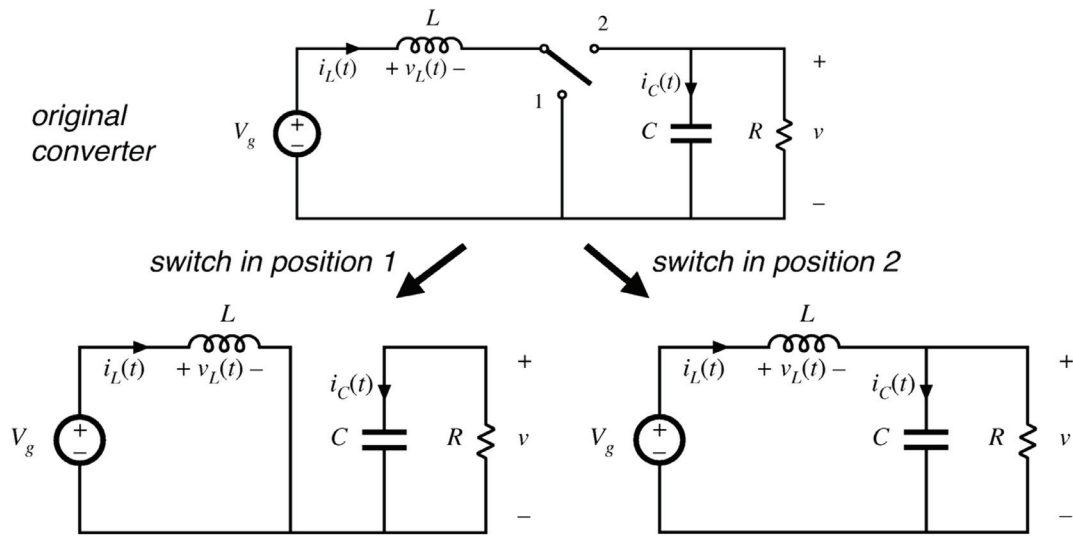 original
converter
V_g
+
−
i_L(t)
L
+ v_L(t) −
1
2
i_C(t)
C
R
+
v
−
switch in position 1
switch in position 2
V_g
+
−
i_L(t)
L
+ v_L(t) −
i_C(t)
C
R
+
v
−
V_g
+
−
i_L(t)
L
+ v_L(t) −
i_C(t)
C
R
+
v
−